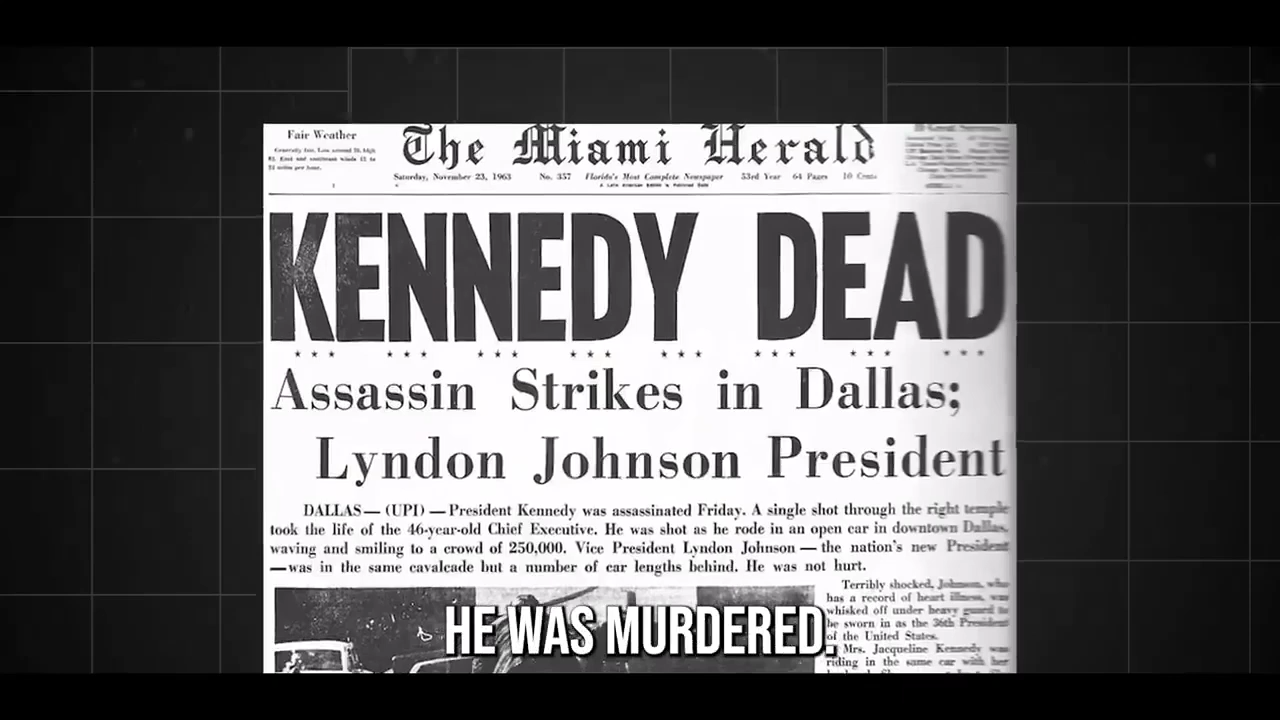 Fair Weather
Generally fair. Low around 70, high
The Miami Herald
Saturday, November 23, 1963 No. 357 Florida's Most Complete Newspaper 53rd Year 64 Pages 10 Cents
KENNEDY DEAD
Assassin Strikes in Dallas;
Lyndon Johnson President
DALLAS — (UPI) — President Kennedy was assassinated Friday. A single shot through the right temple
took the life of the 46-year-old Chief Executive. He was shot as he rode in an open car in downtown Dallas,
waving and smiling to a crowd of 250,000. Vice President Lyndon Johnson — the nation's new President
— was in the same cavalcade but a number of car lengths behind. He was not hurt.
Terribly shocked, Johnson, who
has a record of heart illness, was
whisked off under heavy guard to
be sworn in as the 36th President
of the United States.
Mrs. Jacqueline Kennedy was
riding in the same car with her
HE WAS MURDERED.